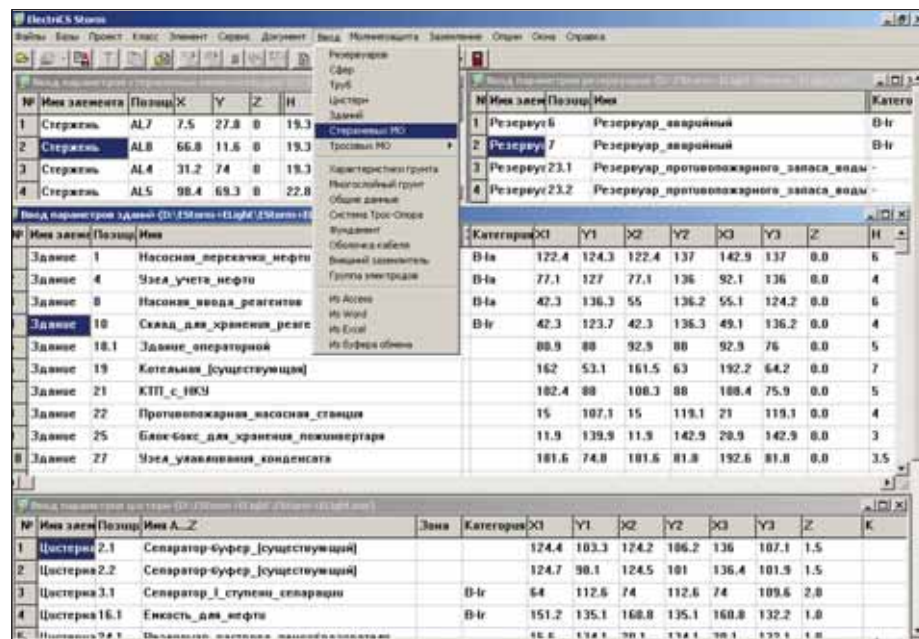 ElectriCS Storm
Файлы Базы Проект Класс Элемент Сервис Документ Ввод Молниезащита Заземление Опции Окна Справка
Резервуаров
Сфер
Труб
Цистерн
Зданий
Стержневых МО
Тросовых МО
Характеристики грунта
Многослойный грунт
Общие данные
Система Трос-Опора
Фундамент
Оболочка кабеля
Внешний заземлитель
Группа электродов
Из Access
Из Word
Из Excel
Из буфера обмена
№ Имя элемента Позиц X Y Z H
1 Стержень AL7 7.5 27.8 0 19.3
2 Стержень AL8 66.8 11.6 0 19.3
3 Стержень AL4 31.2 74 0 19.3
4 Стержень AL5 98.4 69.3 0 22.8
N Имя элем Позиц Имя Катего
1 Резервуа 6 Резервуар_аварийный B-Iг
2 Резервуа 7 Резервуар_аварийный B-Iг
3 Резервуа 23.1 Резервуар_противопожарного_запаса_воды -
4 Резервуа 23.2 Резервуар_противопожарного_запаса_воды -
Ввод параметров зданий
№ Имя элеме Позиц Имя Категория X1 Y1 X2 Y2 X3 Y3 Z H
Здание 1 Насосная_перекачки_нефти B-Ia 122.4 124.3 122.4 137 142.9 137 0.0 6
Здание 4 Узел_учета_нефти B-Ia 77.1 127 77.1 136 92.1 136 0.0 4
Здание 8 Насоная_ввода_реагентов B-Ia 42.3 136.3 55 136.2 55.1 124.2 0.0 6
Здание 10 Склад_для_хранения_реаге B-Iг 42.3 123.7 42.3 136.3 49.1 136.2 0.0 4
Здание 18.1 Здание_операторной 80.9 88 92.9 88 92.9 76 0.0 5
Здание 19 Котельная_(существующая) 162 53.1 161.5 63 192.2 64.2 0.0 7
Здание 21 КТП_с_НКУ 102.4 88 108.3 88 108.4 75.9 0.0 5
Здание 22 Противопожарная_насосная_станция 15 107.1 15 119.1 21 119.1 0.0 4
Здание 25 Блок-бокс_для_хранения_пожинвертаря 11.9 139.9 11.9 142.9 20.9 142.9 0.0 3
Здание 27 Узел_улавливания_конденсата 181.6 74.8 181.6 81.8 192.6 81.8 0.0 3.5
№ Имя элем Позиц Имя A...Z Зона Категория X1 Y1 X2 Y2 X3 Y3 Z К
1 Цистерна 2.1 Сепаратор-буфер_(существующий) 124.4 103.3 124.2 106.2 136 107.1 1.5
2 Цистерна 2.2 Сепаратор-буфер_(существующий) 124.7 98.1 124.5 101 136.4 101.9 1.5
3 Цистерна 3.1 Сепаратор_I_ступени_сепарации B-Iг 64 112.6 74 112.6 74 109.6 2.0
4 Цистерна 16.1 Емкость_для_нефти B-Iг 151.2 135.1 160.8 135.1 160.8 132.2 1.0